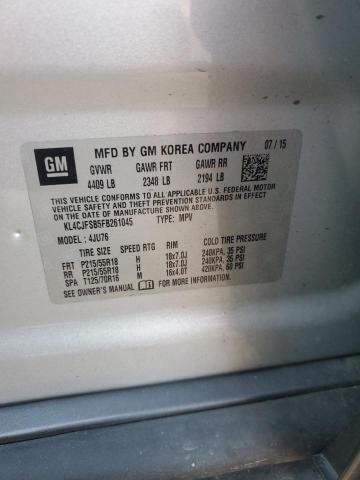 GM
MFD BY GM KOREA COMPANY 07 / 15
GVWR GAWR FRT GAWR RR
4409 LB 2348 LB 2194 LB
THIS VEHICLE CONFORMS TO ALL APPLICABLE U.S. FEDERAL MOTOR
VEHICLE SAFETY AND THEFT PREVENTION STANDARDS IN EFFECT
ON THE DATE OF MANUFACTURE SHOWN ABOVE.
KL4CJFSB5FB261045 TYPE: MPV
MODEL : 4JU76
TIRE SIZE SPEED RIM COLD TIRE PRESSURE
FRT P215/55R18 H 18x7.0J 240KPA, 35 PSI
RR P215/55R18 H 18x7.0J 240KPA, 35 PSI
SPA T125/70R16 M 16x4.0T 420KPA, 60 PSI
SEE OWNER'S MANUAL FOR MORE INFORMATION